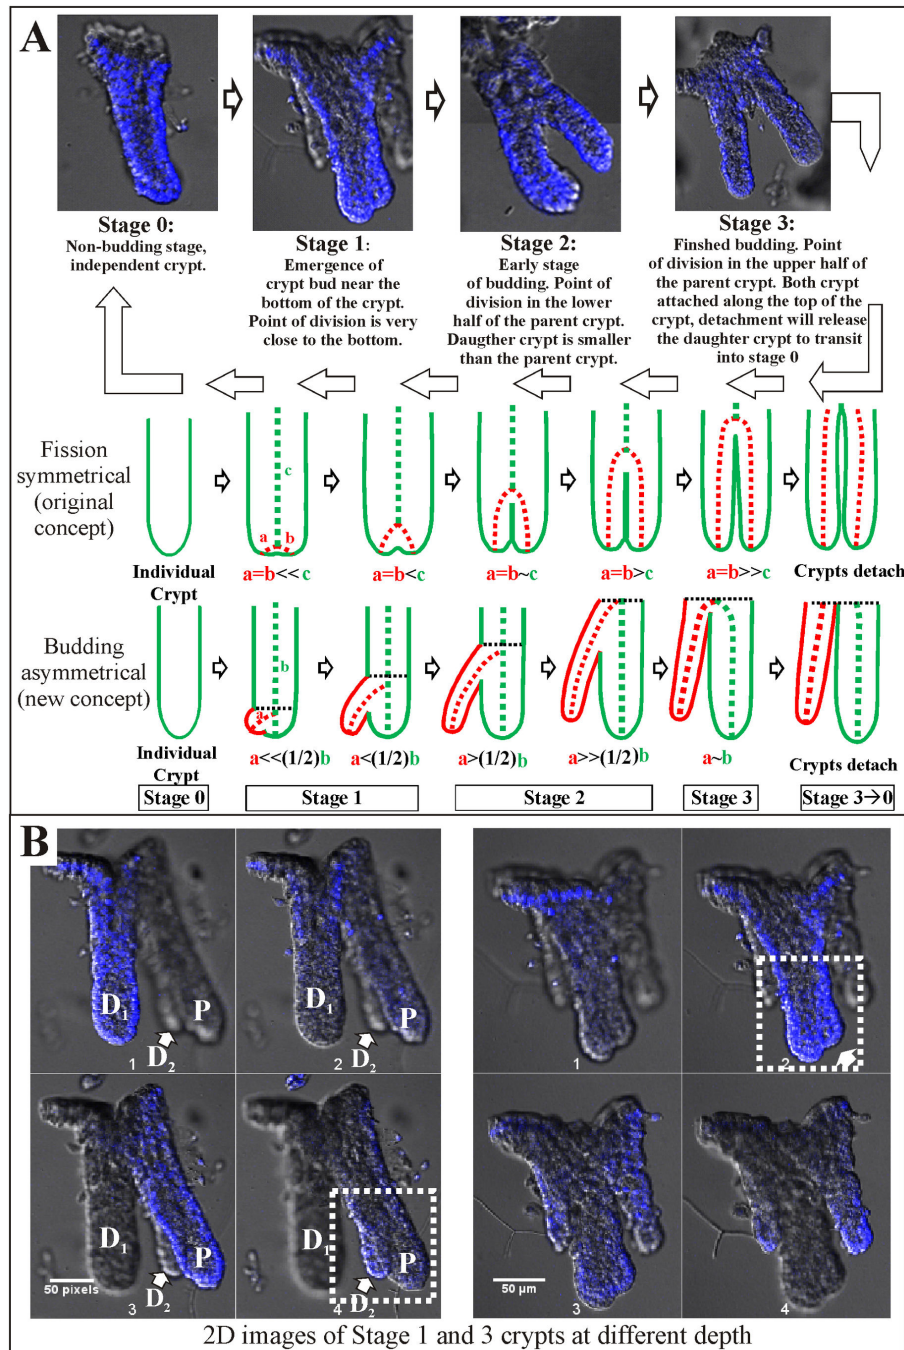 A
Stage 0:
Non-budding stage,
independent crypt.
Stage 1:
Emergence of
crypt bud near the
bottom of the crypt.
Point of division is very
close to the bottom.
Stage 2:
Early stage
of budding. Point of
division in the lower
half of the parent crypt.
Daugther crypt is smaller
than the parent crypt.
Stage 3:
Finshed budding. Point
of division in the upper half of
the parent crypt. Both crypt
attached along the top of the
crypt, detachment will release
the daughter crypt to transit
into stage 0
Fission
symmetrical
(original
concept)
a b c
Individual
Crypt
a=b<<c
a=b<c
a=b~c
a=b>c
a=b>>c
Crypts detach
Budding
asymmetrical
(new concept)
a b
Individual
Crypt
a<<(1/2)b
a<(1/2)b
a>(1/2)b
a>>(1/2)b
a~b
Crypts detach
Stage 0
Stage 1
Stage 2
Stage 3
Stage 3→0
B
D1 P
D2
1
D1 P
D2
2
D1 P
D2
50 pixels
3
D1 P
D2
4
1
2
50 µm
3
4
2D images of Stage 1 and 3 crypts at different depth